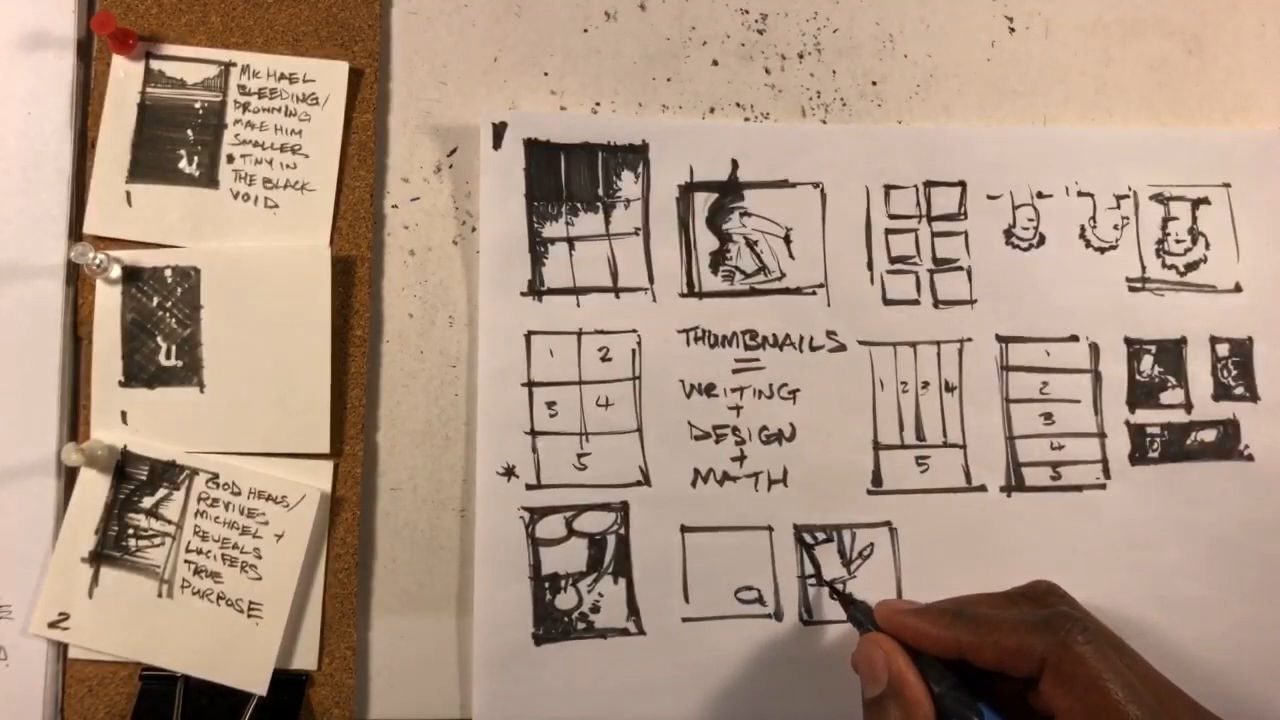 MICHAEL
BLEEDING/
DROWNING
MAKE HIM
SMALLER
TINY IN
THE BLACK
VOID.
1
1
GOD HEALS/
REVIVES
MICHAEL +
REVEALS
LUCIFERS
TRUE
PURPOSE
2
1 2
3 4
5
THUMBNAILS
=
WRITING
+
DESIGN
+
MATH
1 2 3 4
5
1
2
3
4
5